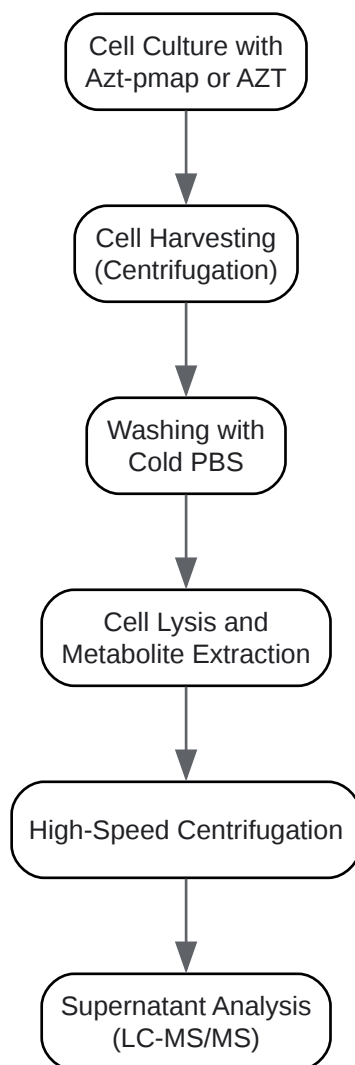 Cell Culture with
Azt-pmap or AZT
Cell Harvesting
(Centrifugation)
Washing with
Cold PBS
Cell Lysis and
Metabolite Extraction
High-Speed Centrifugation
Supernatant Analysis
(LC-MS/MS)